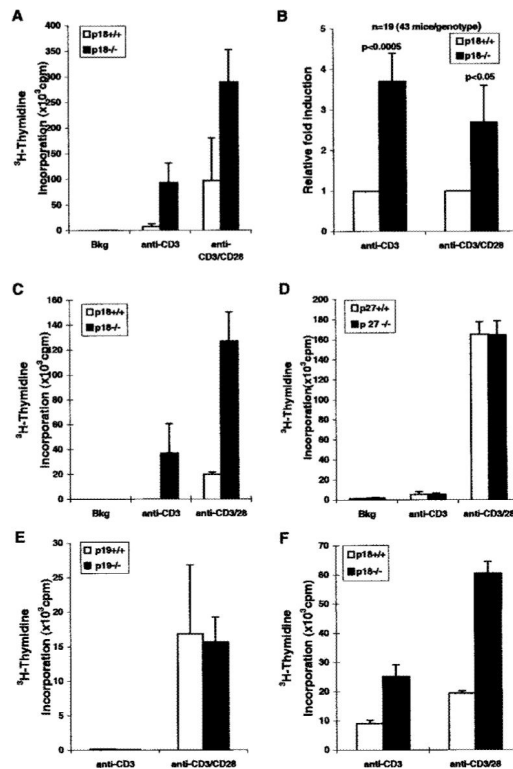 A
p18+/+
p18-/-
³H-Thymidine
Incorporation (x10³cpm)
400
350
300
250
200
150
100
50
0
Bkg
anti-CD3
anti-
CD3/CD28
B
n=19 (43 mice/genotype)
p18+/+
p18-/-
p<0.0005
p<0.05
Relative fold induction
5
4
3
2
1
0
anti-CD3
anti-CD3/CD28
C
p18+/+
p18-/-
³H-Thymidine
Incorporation (x10³cpm)
160
140
120
100
80
60
40
20
0
Bkg
anti-CD3
anti-CD3/28
D
p27+/+
p 27 -/-
³H-Thymidine
Incorporation(x10³cpm)
200
180
160
140
120
100
80
60
40
20
0
Bkg
anti-CD3
anti-CD3/28
E
p19+/+
p19-/-
³H-Thymidine
Incorporation (x10³cpm)
30
25
20
15
10
5
0
anti-CD3
anti-CD3/CD28
F
p18+/+
p18-/-
³H-Thymidine
Incorporation (x10³cpm)
70
60
50
40
30
20
10
0
anti-CD3
anti-CD3/28